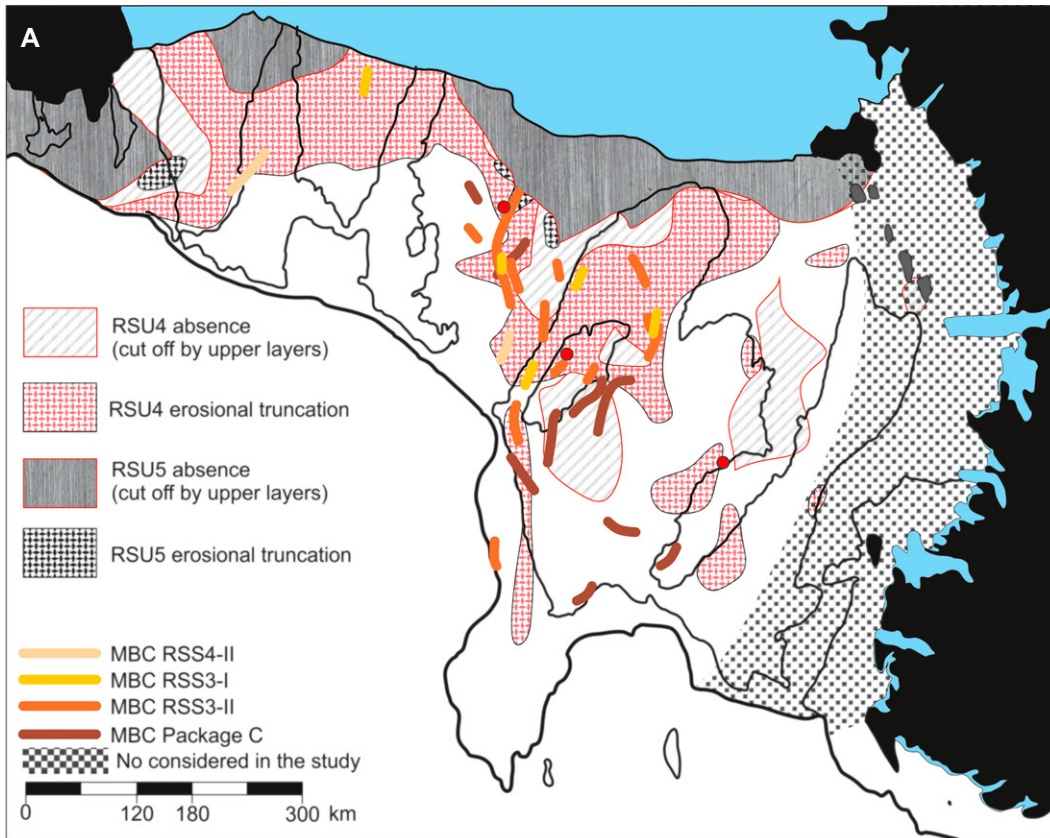 A
RSU4 absence
(cut off by upper layers)
RSU4 erosional truncation
RSU5 absence
(cut off by upper layers)
RSU5 erosional truncation
MBC RSS4-II
MBC RSS3-I
MBC RSS3-II
MBC Package C
No considered in the study
0 120 180 300 km